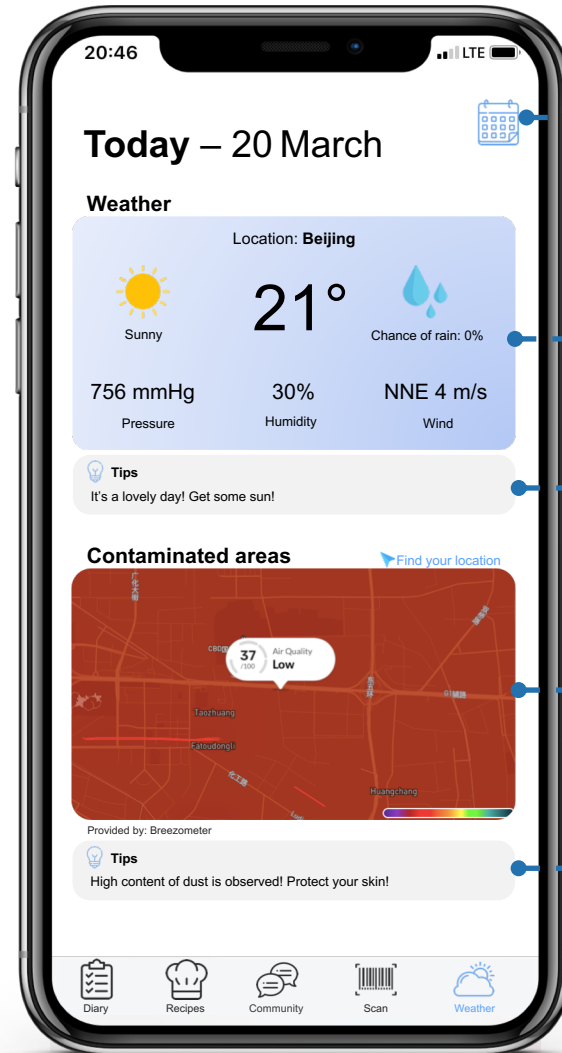 20:46
LTE
Today – 20 March
Weather
Location: Beijing
21°
Sunny
Chance of rain: 0%
756 mmHg
30%
NNE 4 m/s
Pressure
Humidity
Wind
Tips
It's a lovely day! Get some sun!
Contaminated areas
Find your location
37
/100
Air Quality
Low
Taozhuang
Fatoudongli
化工路
Huangchang
Provided by: Breezometer
Tips
High content of dust is observed! Protect your skin!
Diary
Recipes
Community
Scan
Weather